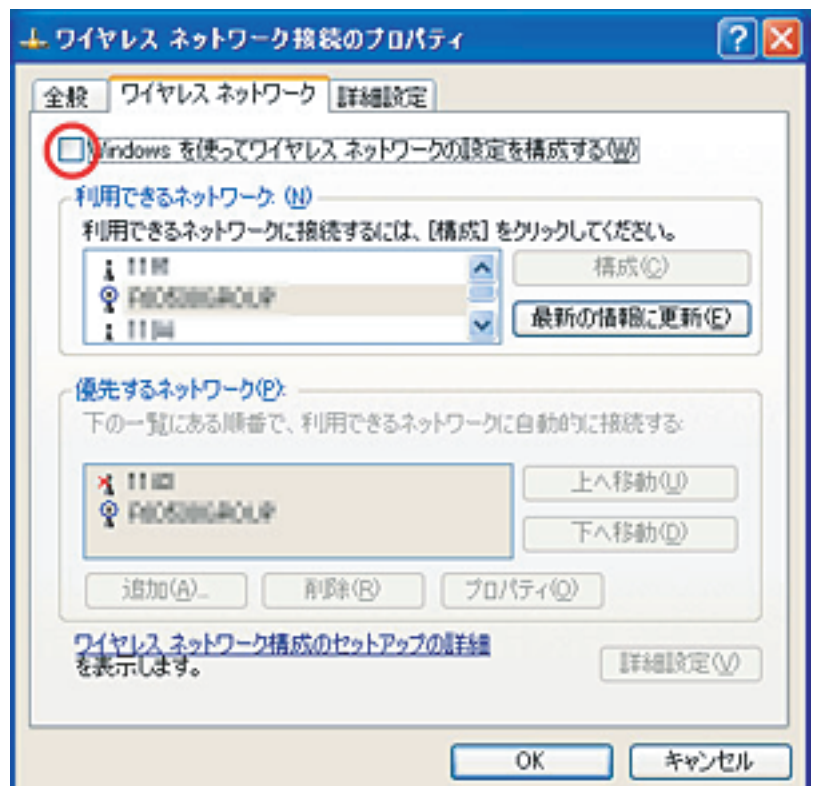 ワイヤレス ネットワーク接続のプロパティ
全般 ワイヤレス ネットワーク 詳細設定
Windows を使ってワイヤレス ネットワークの設定を構成する(W)
利用できるネットワーク: (N)
利用できるネットワークに接続するには、[構成] をクリックしてください。
構成(C)
最新の情報に更新(E)
優先するネットワーク(P):
下の一覧にある順番で、利用できるネットワークに自動的に接続する:
上へ移動(U)
下へ移動(D)
追加(A)... 削除(R) プロパティ(O)
ワイヤレス ネットワーク構成のセットアップの詳細
を表示します。
詳細設定(V)
OK キャンセル